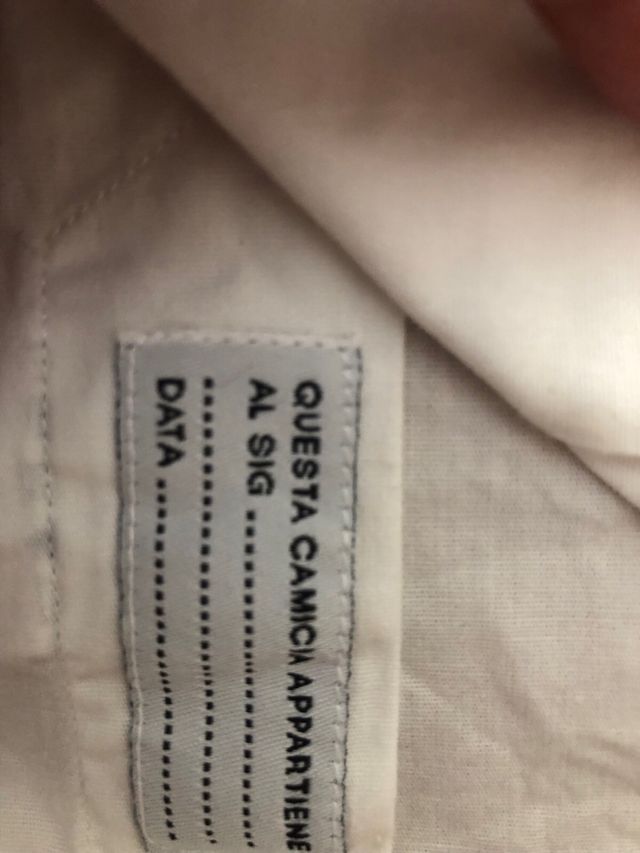 QUESTA CAMICIA APPARTIENE
AL SIG ....................
..............................
DATA ......................